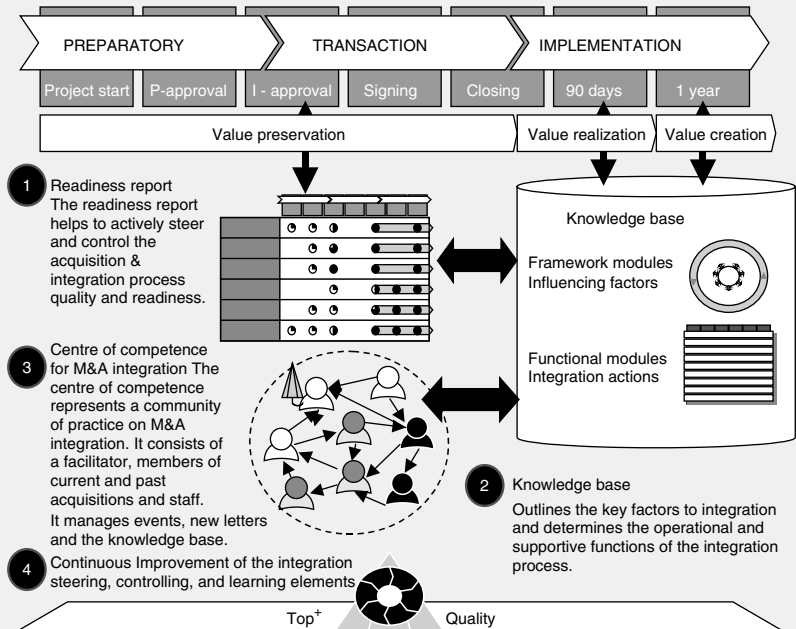 PREPARATORY
TRANSACTION
IMPLEMENTATION
Project start
P-approval
I - approval
Signing
Closing
90 days
1 year
Value preservation
Value realization
Value creation
1
Readiness report
The readiness report
helps to actively steer
and control the
acquisition &
integration process
quality and readiness.
Knowledge base
Framework modules
Influencing factors
Functional modules
Integration actions
3
Centre of competence
for M&A integration The
centre of competence
represents a community
of practice on M&A
integration. It consists of
a facilitator, members of
current and past
acquisitions and staff.
It manages events, new letters
and the knowledge base.
2
Knowledge base
Outlines the key factors to integration
and determines the operational and
supportive functions of the integration
process.
4
Continuous Improvement of the integration
steering, controlling, and learning elements
Top+
Quality